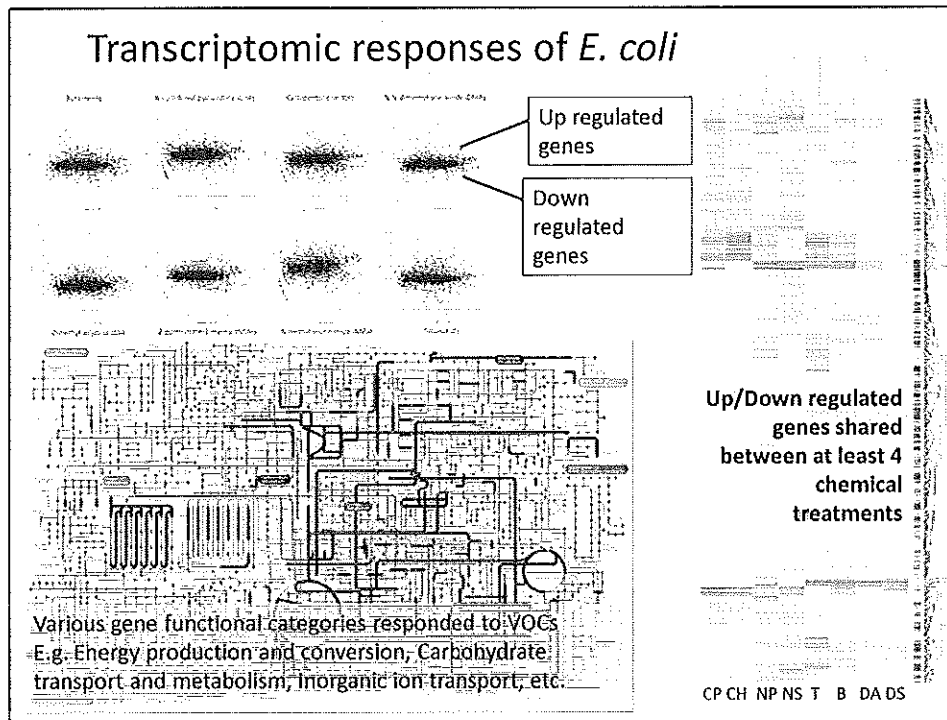 Transcriptomic responses of E. coli
Up regulated
genes
Down
regulated
genes
Up/Down regulated
genes shared
between at least 4
chemical
treatments
Various gene functional categories responded to VOCs
E.g. Energy production and conversion, Carbohydrate
transport and metabolism, Inorganic ion transport, etc.
CP CH NP NS T B DA DS